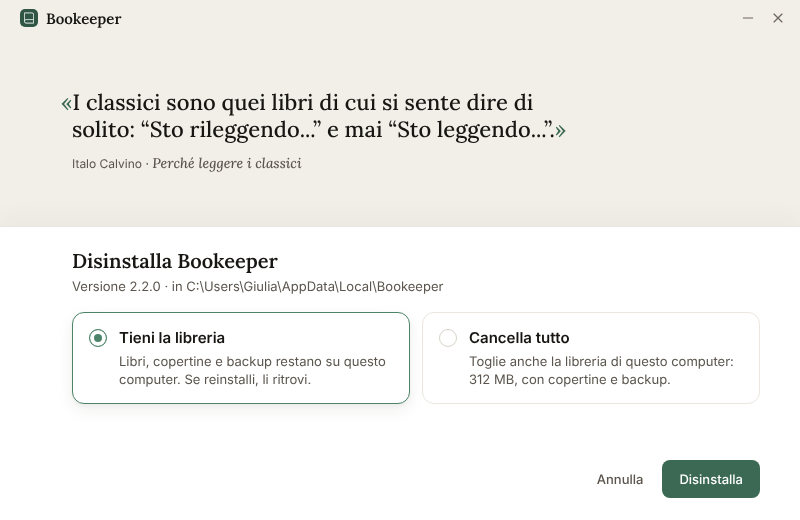 Bookeeper
«I classici sono quei libri di cui si sente dire di
solito: “Sto rileggendo...” e mai “Sto leggendo...”.»
Italo Calvino · Perché leggere i classici
Disinstalla Bookeeper
Versione 2.2.0 · in C:\Users\Giulia\AppData\Local\Bookeeper
Tieni la libreria
Libri, copertine e backup restano su questo
computer. Se reinstalli, li ritrovi.
Cancella tutto
Toglie anche la libreria di questo computer:
312 MB, con copertine e backup.
Annulla
Disinstalla